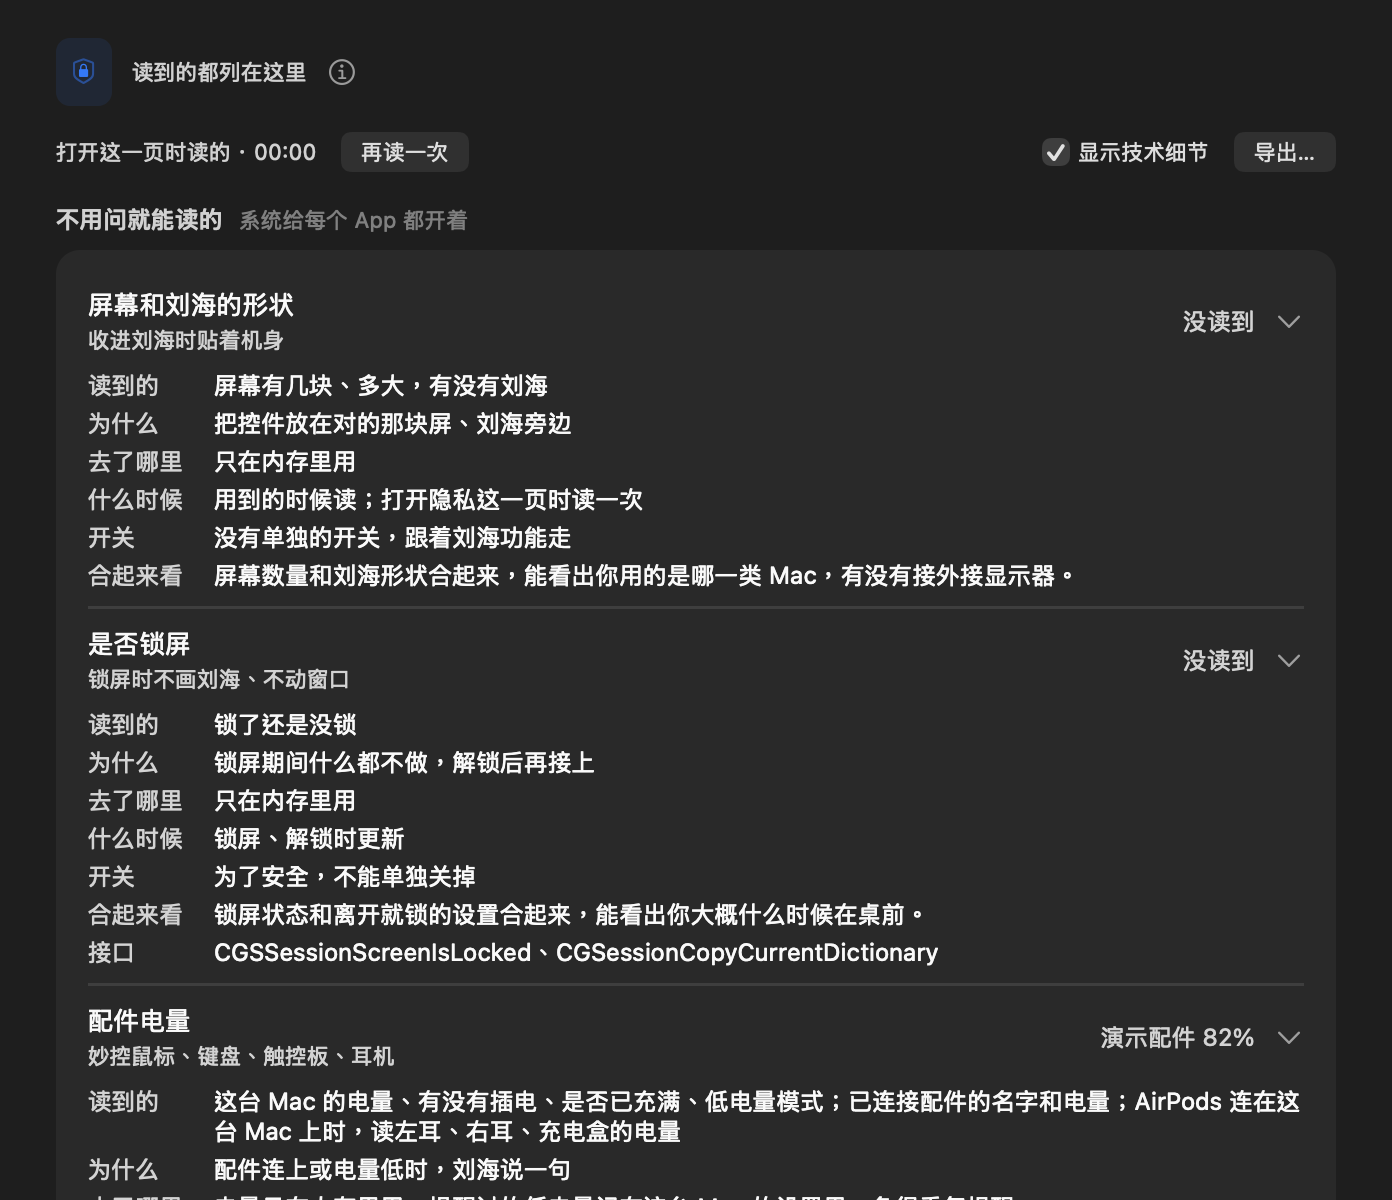 读到的都列在这里
打开这一页时读的 · 00:00 再读一次 显示技术细节 导出...
不用问就能读的 系统给每个 App 都开着
屏幕和刘海的形状
没读到
收进刘海时贴着机身
读到的 屏幕有几块、多大，有没有刘海
为什么 把控件放在对的那块屏、刘海旁边
去了哪里 只在内存里用
什么时候 用到的时候读；打开隐私这一页时读一次
开关 没有单独的开关，跟着刘海功能走
合起来看 屏幕数量和刘海形状合起来，能看出你用的是哪一类 Mac，有没有接外接显示器。
是否锁屏
没读到
锁屏时不画刘海、不动窗口
读到的 锁了还是没锁
为什么 锁屏期间什么都不做，解锁后再接上
去了哪里 只在内存里用
什么时候 锁屏、解锁时更新
开关 为了安全，不能单独关掉
合起来看 锁屏状态和离开就锁的设置合起来，能看出你大概什么时候在桌前。
接口 CGSSessionScreenIsLocked、CGSessionCopyCurrentDictionary
配件电量
演示配件 82%
妙控鼠标、键盘、触控板、耳机
读到的 这台 Mac 的电量、有没有插电、是否已充满、低电量模式；已连接配件的名字和电量；AirPods 连在这
台 Mac 上时，读左耳、右耳、充电盒的电量
为什么 配件连上或电量低时，刘海说一句